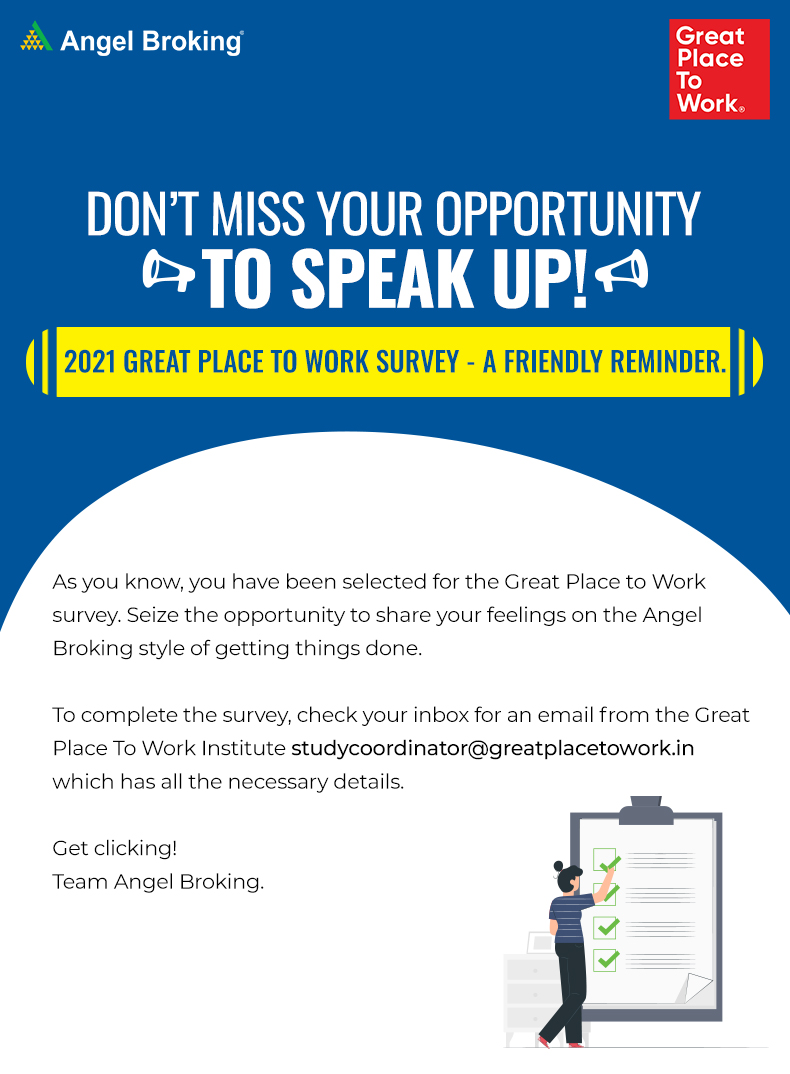 Angel Broking
Great
Place
To
Work®
DON'T MISS YOUR OPPORTUNITY
TO SPEAK UP!
2021 GREAT PLACE TO WORK SURVEY - A FRIENDLY REMINDER.
As you know, you have been selected for the Great Place to Work
survey. Seize the opportunity to share your feelings on the Angel
Broking style of getting things done.
To complete the survey, check your inbox for an email from the Great
Place To Work Institute studycoordinator@greatplacetowork.in
which has all the necessary details.
Get clicking!
Team Angel Broking.